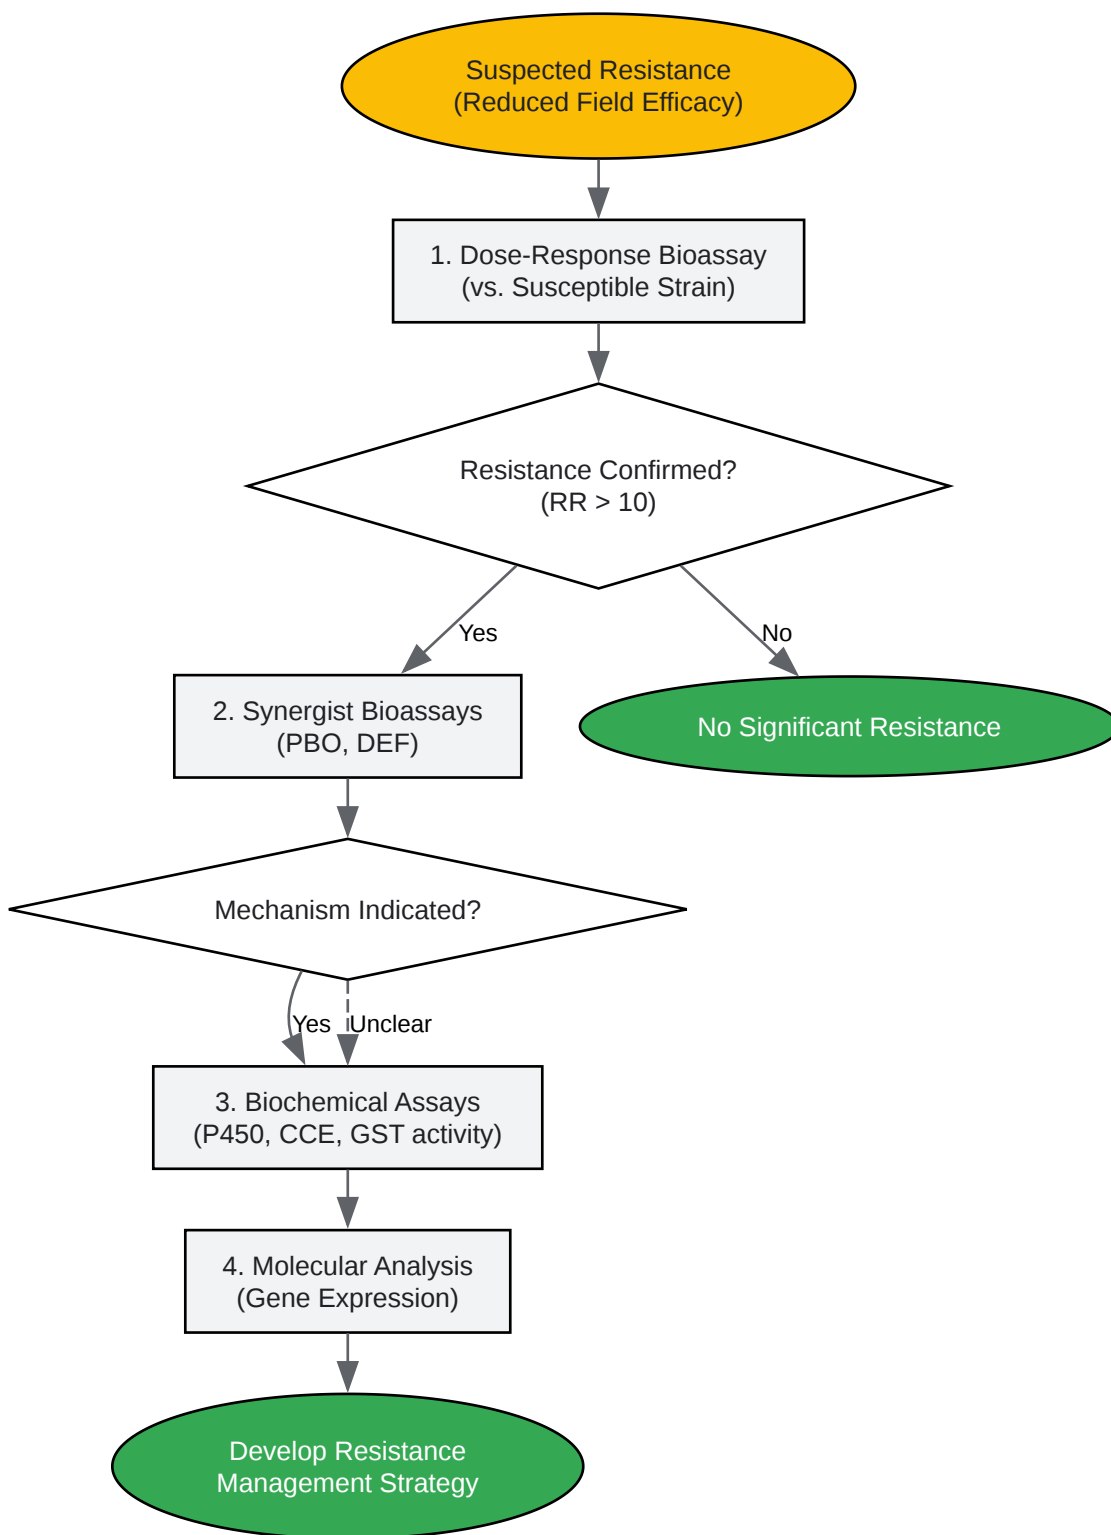 Suspected Resistance
(Reduced Field Efficacy)
1. Dose-Response Bioassay
(vs. Susceptible Strain)
Resistance Confirmed?
(RR > 10)
Yes
No
2. Synergist Bioassays
(PBO, DEF)
No Significant Resistance
Mechanism Indicated?
Yes
Unclear
3. Biochemical Assays
(P450, CCE, GST activity)
4. Molecular Analysis
(Gene Expression)
Develop Resistance
Management Strategy